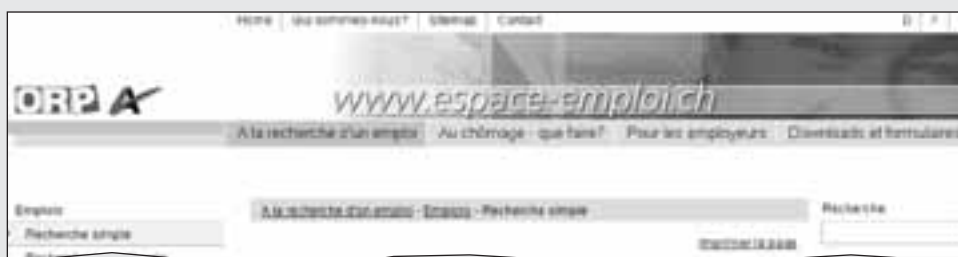 Home | Qui sommes-nous? | Sitemap | Contact D | F |
ORP
www.espace-emploi.ch
A la recherche d'un emploi Au chômage - que faire? Pour les employeurs Downloads et formulaires
Emplois
A la recherche d'un emploi - Emplois - Recherche simple
Recherche
Recherche simple
Imprimer la page
Recherche